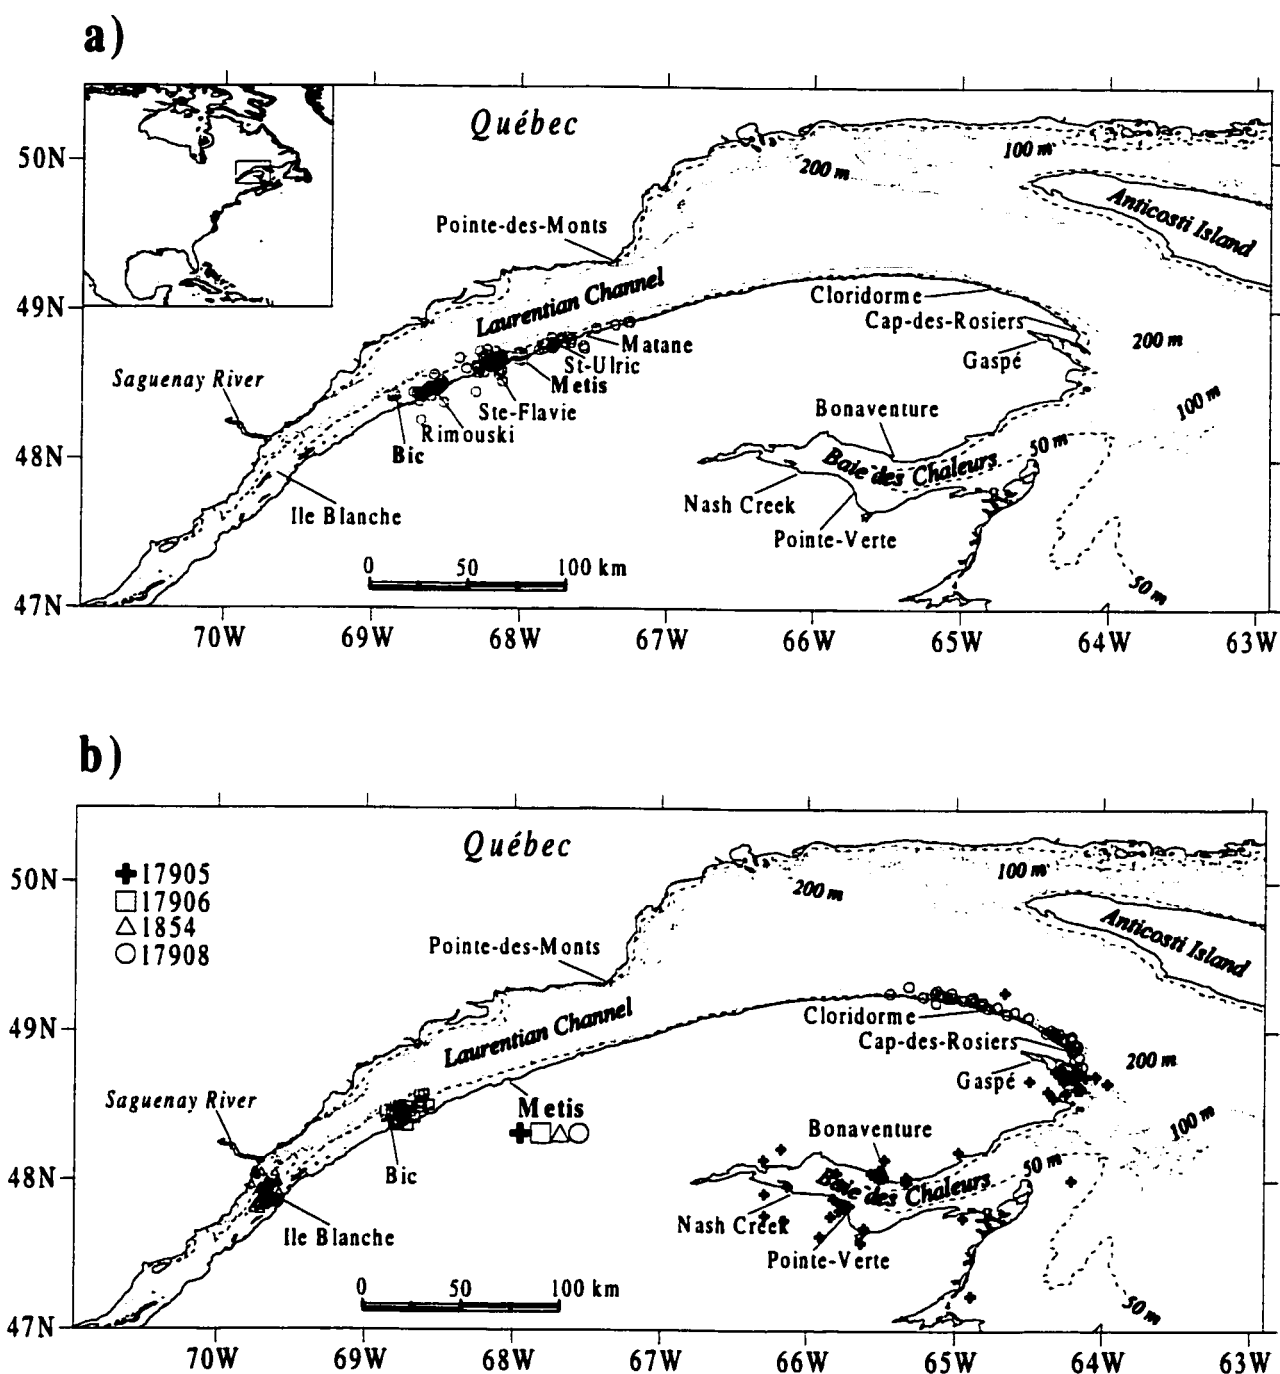 a)
Québec
50N
100 m
200 m
Anticosti Island
Pointe-des-Monts
Laurentian Channel
49N
Cloridorme
Cap-des-Rosiers
200 m
Matane
Gaspé
St-Ulric
Saguenay River
Metis
100 m
Ste-Flavie
Bonaventure
Rimouski
50 m
Bic
48N
Baie des Chaleurs
Nash Creek
Ile Blanche
Pointe-Verte
0 50 100 km
50 m
47N
70W 69W 68W 67W 66W 65W 64W 63W
b)
Québec
17905
50N
100 m
200 m
17906
1854
Anticosti Island
17908
Pointe-des-Monts
Laurentian Channel
49N
Cloridorme
Cap-des-Rosiers
200 m
Gaspé
Saguenay River
Metis
100 m
Bonaventure
50 m
Bic
48N
Baie des Chaleurs
Nash Creek
Ile Blanche
Pointe-Verte
0 50 100 km
50 m
47N
70W 69W 68W 67W 66W 65W 64W 63W